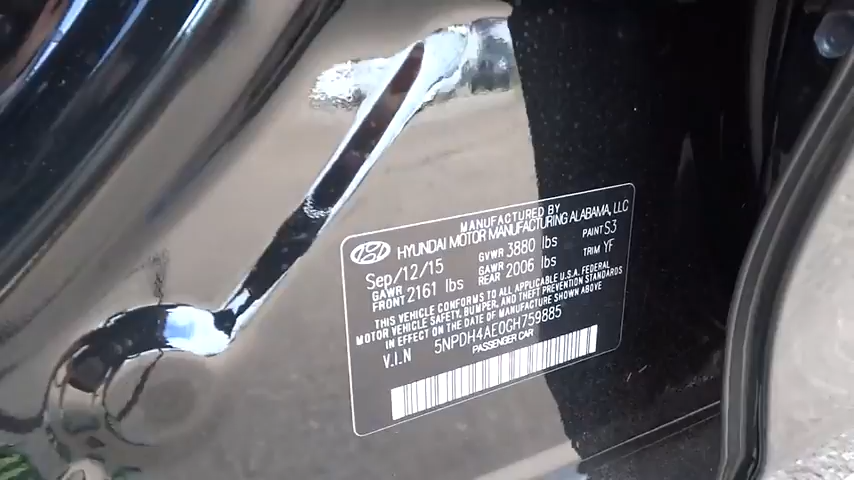 MANUFACTURED BY
HYUNDAI MOTOR MANUFACTURING ALABAMA, LLC
Sep/12/15 GVWR 3880 lbs PAINT S3
GAWR FRONT 2161 lbs GAWR REAR 2006 lbs TRIM YF
THIS VEHICLE CONFORMS TO ALL APPLICABLE U.S.A FEDERAL
MOTOR VEHICLE SAFETY, BUMPER, AND THEFT PREVENTION STANDARDS
IN EFFECT ON THE DATE OF MANUFACTURE SHOWN ABOVE
V.I.N 5NPDH4AE0GH759885
PASSENGER CAR